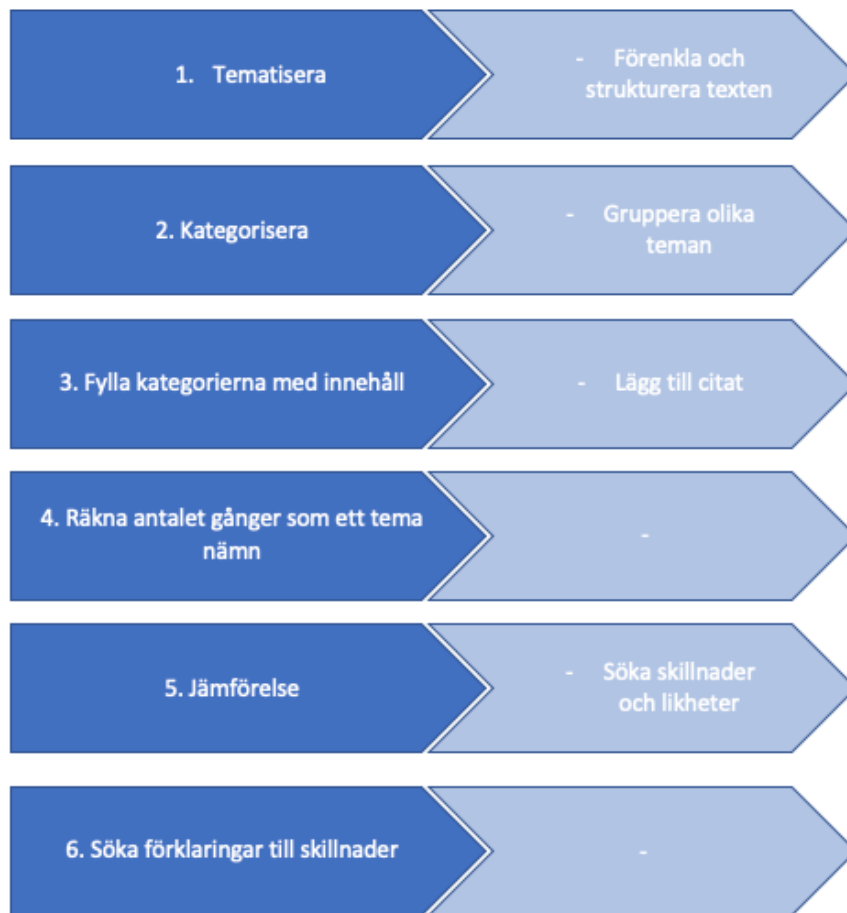 1. Tematisera
- Förenkla och
strukturera texten
2. Kategorisera
- Gruppera olika
teman
3. Fylla kategorierna med innehåll
- Lägg till citat
4. Räkna antalet gånger som ett tema
nämn
-
5. Jämförelse
- Söka skillnader
och likheter
6. Söka förklaringar till skillnader
-